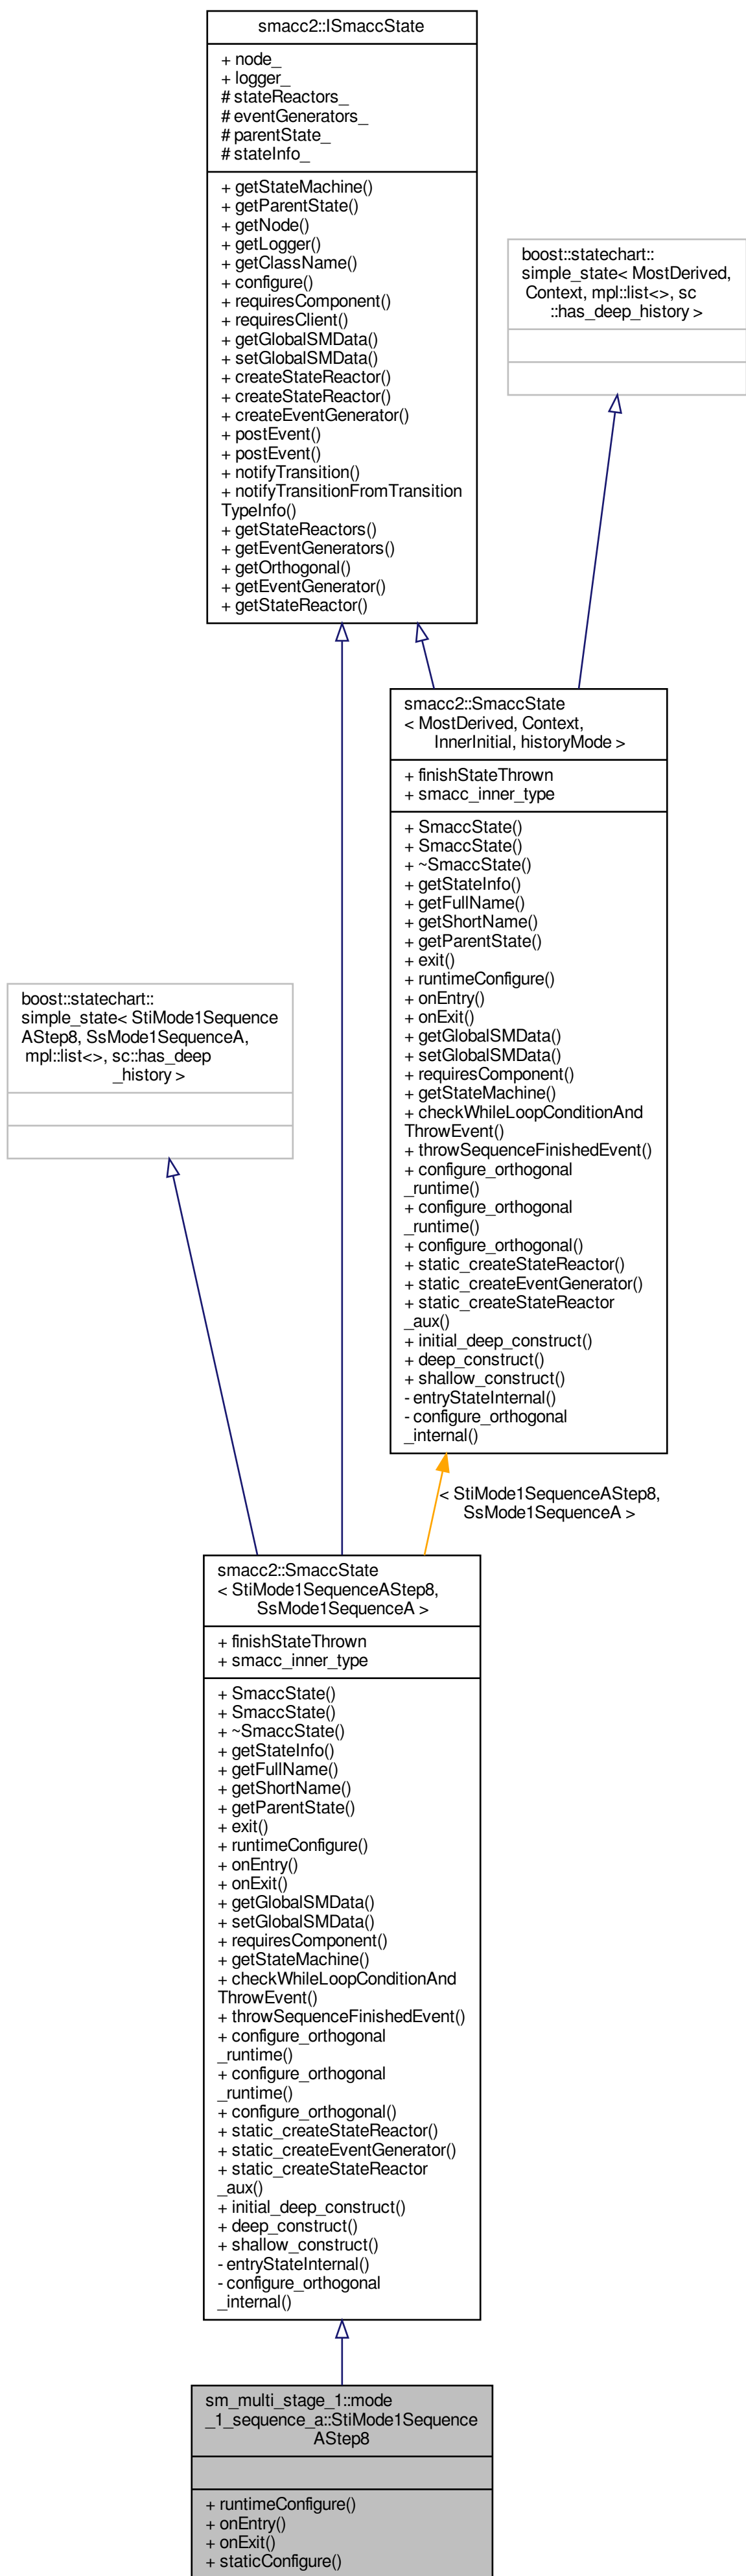 smacc2::ISmaccState
+ node_
+ logger_
# stateReactors_
# eventGenerators_
# parentState_
# stateInfo_
+ getStateMachine()
+ getParentState()
+ getNode()
+ getLogger()
+ getClassName()
+ configure()
+ requiresComponent()
+ requiresClient()
+ getGlobalSMData()
+ setGlobalSMData()
+ createStateReactor()
+ createStateReactor()
+ createEventGenerator()
+ postEvent()
+ postEvent()
+ notifyTransition()
+ notifyTransitionFromTransition
TypeInfo()
+ getStateReactors()
+ getEventGenerators()
+ getOrthogonal()
+ getEventGenerator()
+ getStateReactor()
boost::statechart::
simple_state< MostDerived,
Context, mpl::list<>, sc
::has_deep_history >
smacc2::SmaccState
< MostDerived, Context,
InnerInitial, historyMode >
+ finishStateThrown
+ smacc_inner_type
+ SmaccState()
+ SmaccState()
+ ~SmaccState()
+ getStateInfo()
+ getFullName()
+ getShortName()
+ getParentState()
+ exit()
+ runtimeConfigure()
+ onEntry()
+ onExit()
+ getGlobalSMData()
+ setGlobalSMData()
+ requiresComponent()
+ getStateMachine()
+ checkWhileLoopConditionAnd
ThrowEvent()
+ throwSequenceFinishedEvent()
+ configure_orthogonal
_runtime()
+ configure_orthogonal
_runtime()
+ configure_orthogonal()
+ static_createStateReactor()
+ static_createEventGenerator()
+ static_createStateReactor
_aux()
+ initial_deep_construct()
+ deep_construct()
+ shallow_construct()
- entryStateInternal()
- configure_orthogonal
_internal()
boost::statechart::
simple_state< StiMode1Sequence
AStep8, SsMode1SequenceA,
mpl::list<>, sc::has_deep
_history >
< StiMode1SequenceAStep8,
SsMode1SequenceA >
smacc2::SmaccState
< StiMode1SequenceAStep8,
SsMode1SequenceA >
+ finishStateThrown
+ smacc_inner_type
+ SmaccState()
+ SmaccState()
+ ~SmaccState()
+ getStateInfo()
+ getFullName()
+ getShortName()
+ getParentState()
+ exit()
+ runtimeConfigure()
+ onEntry()
+ onExit()
+ getGlobalSMData()
+ setGlobalSMData()
+ requiresComponent()
+ getStateMachine()
+ checkWhileLoopConditionAnd
ThrowEvent()
+ throwSequenceFinishedEvent()
+ configure_orthogonal
_runtime()
+ configure_orthogonal
_runtime()
+ configure_orthogonal()
+ static_createStateReactor()
+ static_createEventGenerator()
+ static_createStateReactor
_aux()
+ initial_deep_construct()
+ deep_construct()
+ shallow_construct()
- entryStateInternal()
- configure_orthogonal
_internal()
sm_multi_stage_1::mode
_1_sequence_a::StiMode1Sequence
AStep8
+ runtimeConfigure()
+ onEntry()
+ onExit()
+ staticConfigure()